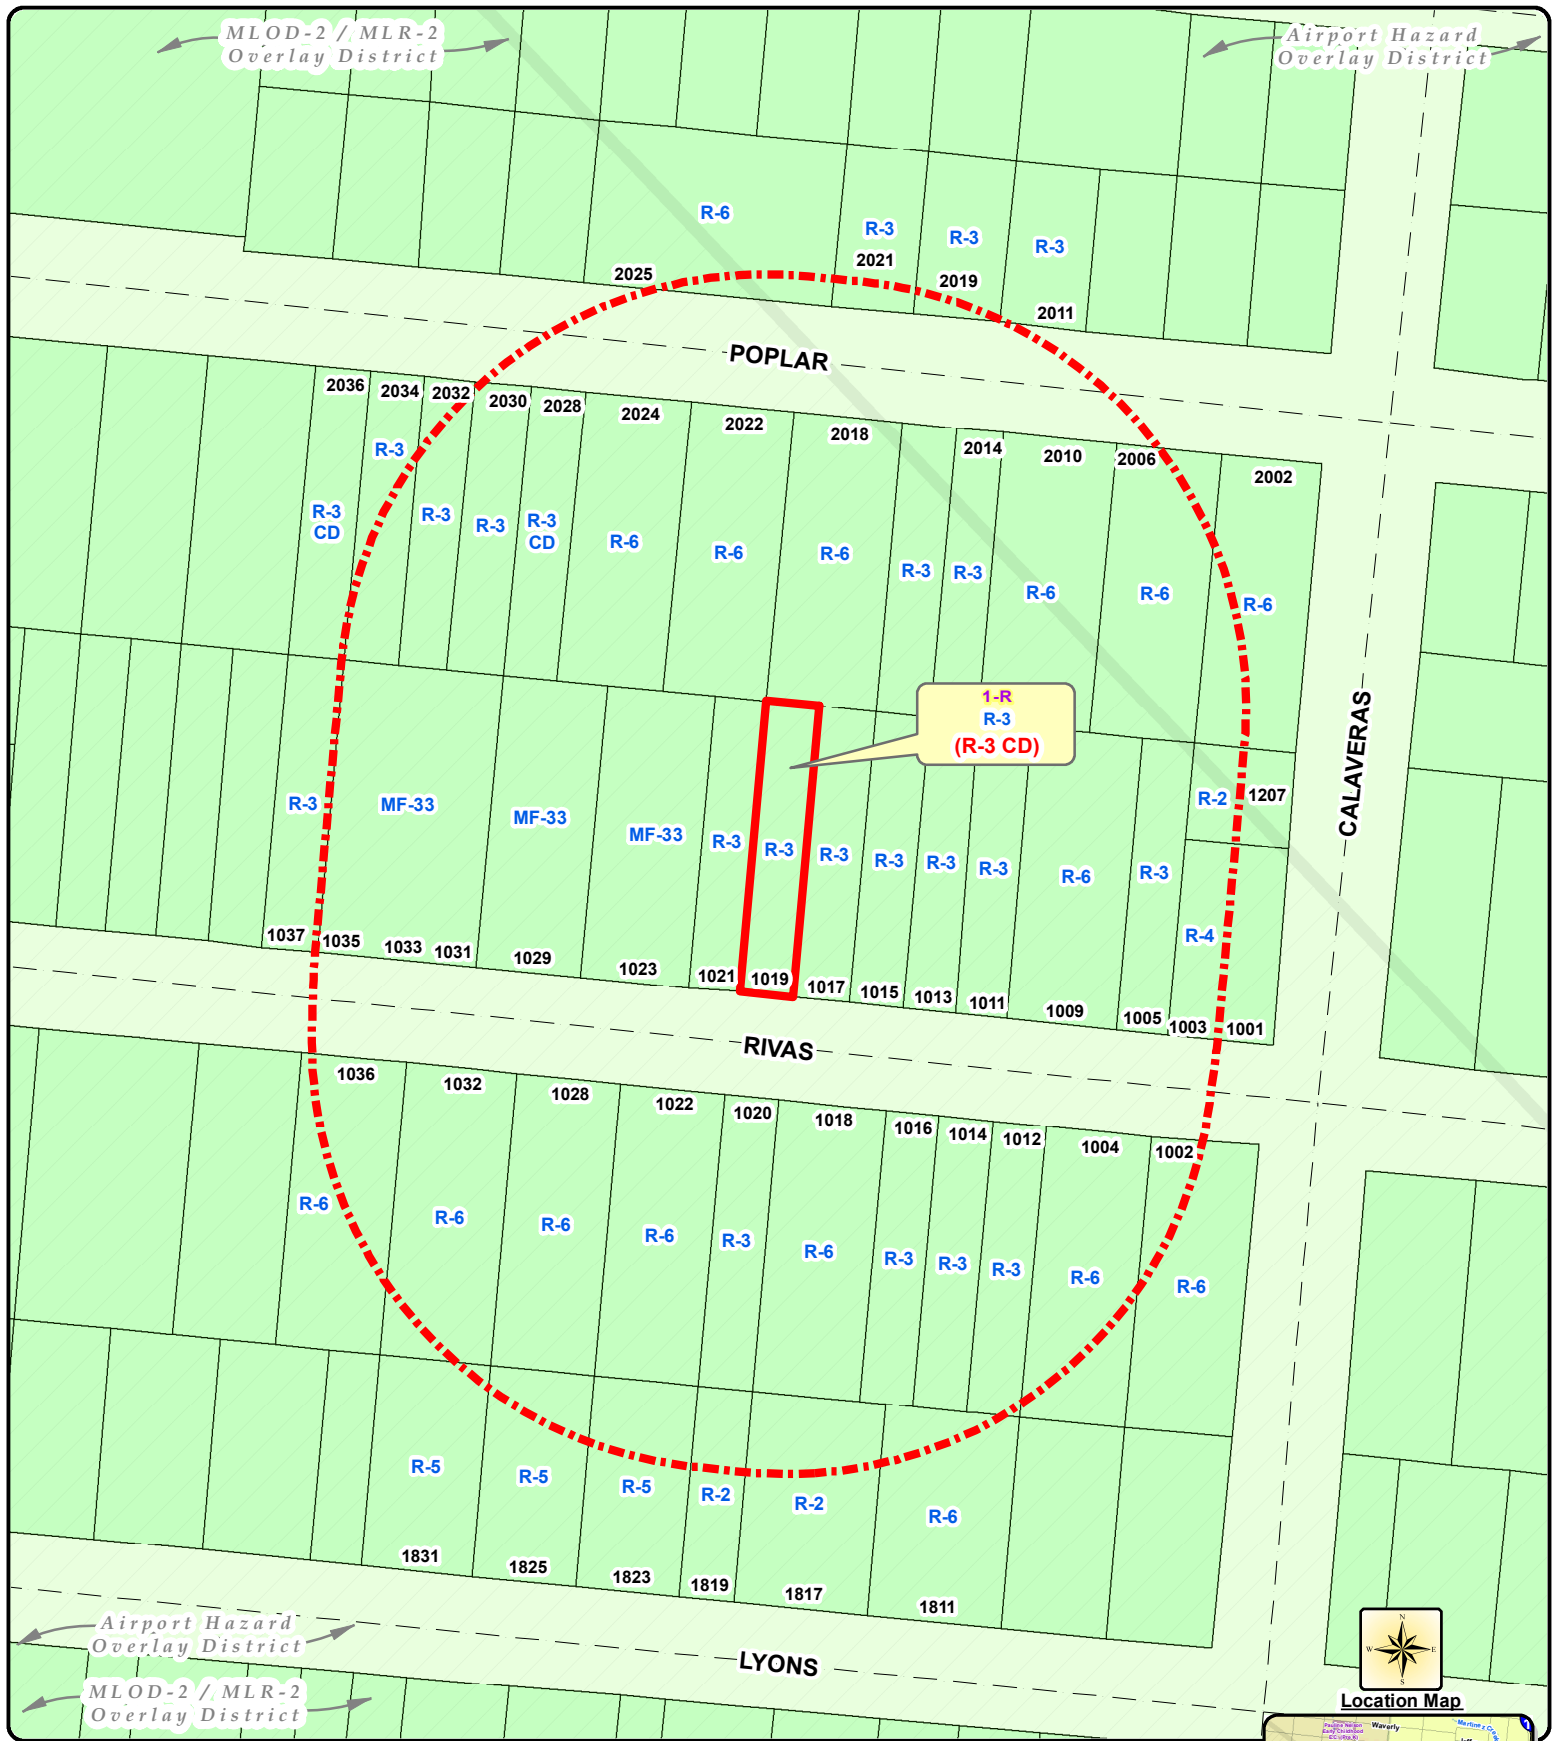 MLOD-2 / MLR-2
Overlay District
Airport Hazard
Overlay District
R-6
R-3
R-3
R-3
2025
2021
2019
2011
POPLAR
2036
2034
2032
2030
2028
2024
2022
2018
2014
2010
2006
2002
R-3
CD
R-3
R-3
R-3
R-3
CD
R-6
R-6
R-6
R-3
R-3
R-6
R-6
R-6
1-R
R-3
(R-3 CD)
CALAVERAS
R-3
MF-33
MF-33
MF-33
R-3
R-3
R-3
R-3
R-3
R-3
R-6
R-3
R-2
1207
R-4
1037
1035
1033
1031
1029
1023
1021
1019
1017
1015
1013
1011
1009
1005
1003
1001
RIVAS
1036
1032
1028
1022
1020
1018
1016
1014
1012
1004
1002
R-6
R-6
R-6
R-6
R-3
R-6
R-3
R-3
R-3
R-6
R-6
R-5
R-5
R-5
R-2
R-2
R-6
1831
1825
1823
1819
1817
1811
Airport Hazard
Overlay District
LYONS
MLOD-2 / MLR-2
Overlay District
N
W
E
S
Location Map
Pauline Nelson
Early Childhood
Waverly